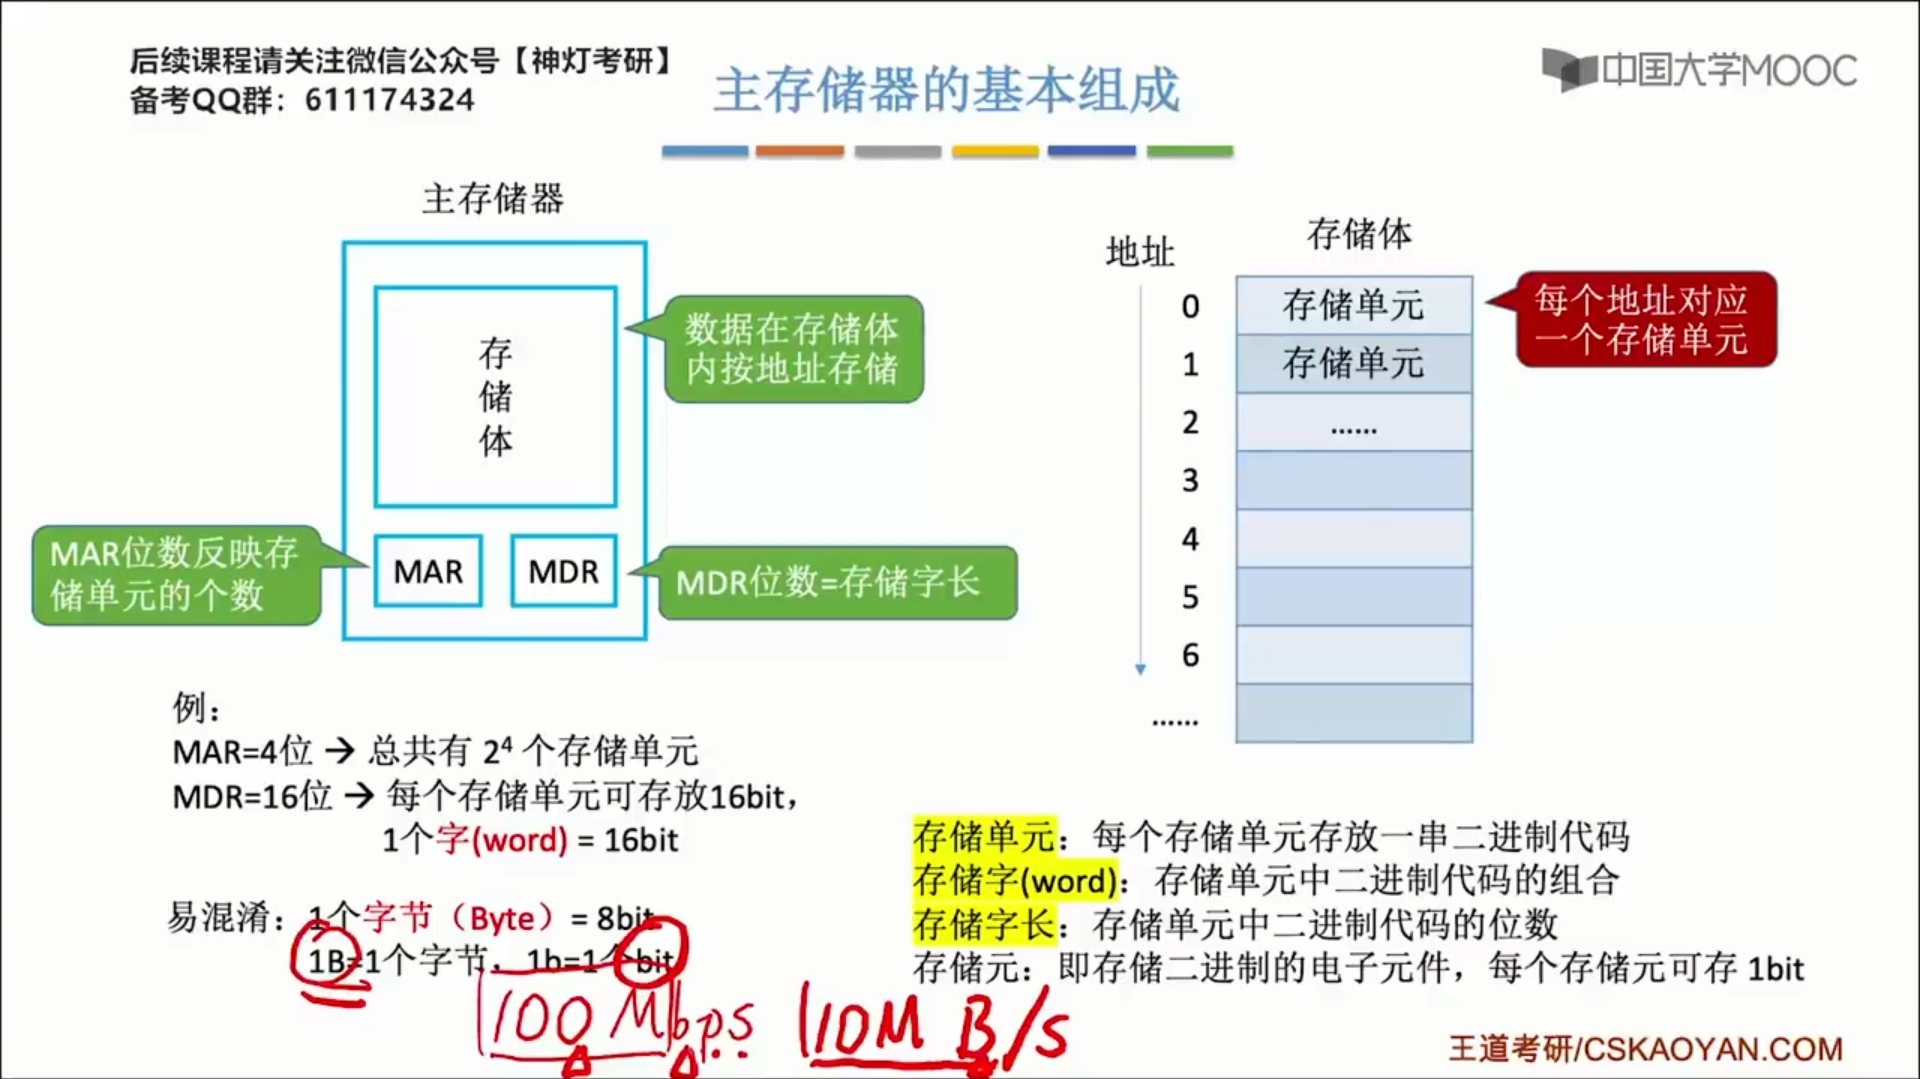 后续课程请关注微信公众号【神灯考研】
备考QQ群：611174324
主存储器的基本组成
中国大学MOOC
主存储器
存
储
体
MAR
MDR
数据在存储体
内按地址存储
MAR位数反映存
储单元的个数
MDR位数=存储字长
地址
存储体
0
存储单元
1
存储单元
2
……
3
4
5
6
……
每个地址对应
一个存储单元
例：
MAR=4位 → 总共有 2⁴ 个存储单元
MDR=16位 → 每个存储单元可存放16bit，
1个字(word) = 16bit
易混淆：1个字节（Byte）= 8bit
1B=1个字节，1b=1个bit
100 Mbps
10M B/s
存储单元：每个存储单元存放一串二进制代码
存储字(word)：存储单元中二进制代码的组合
存储字长：存储单元中二进制代码的位数
存储元：即存储二进制的电子元件，每个存储元可存 1bit
王道考研/CSKAOYAN.COM